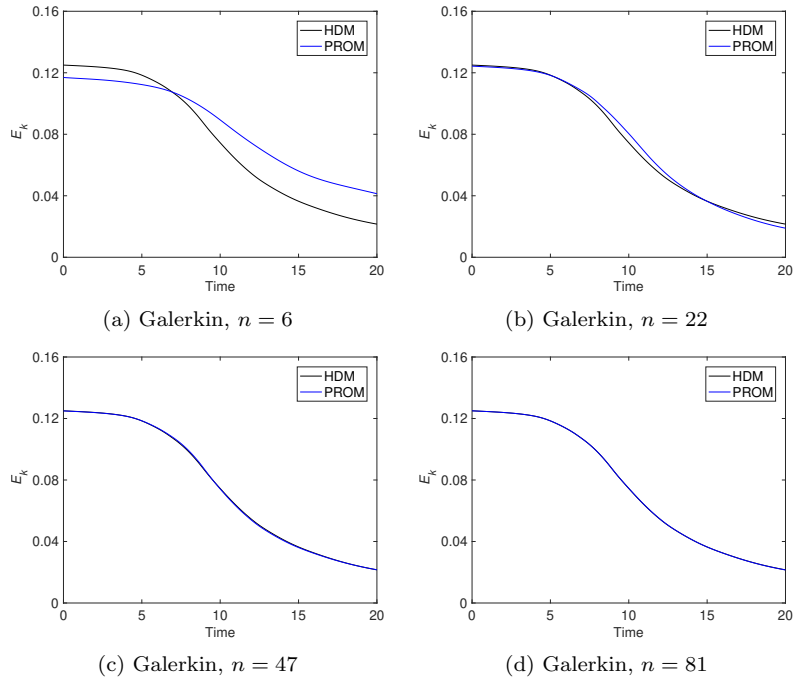 0.16
0.12
0.08
0.04
0
E_k
HDM
PROM
0 5 10 15 20
Time
(a) Galerkin, n = 6
0.16
0.12
0.08
0.04
0
E_k
HDM
PROM
0 5 10 15 20
Time
(b) Galerkin, n = 22
0.16
0.12
0.08
0.04
0
E_k
HDM
PROM
0 5 10 15 20
Time
(c) Galerkin, n = 47
0.16
0.12
0.08
0.04
0
E_k
HDM
PROM
0 5 10 15 20
Time
(d) Galerkin, n = 81